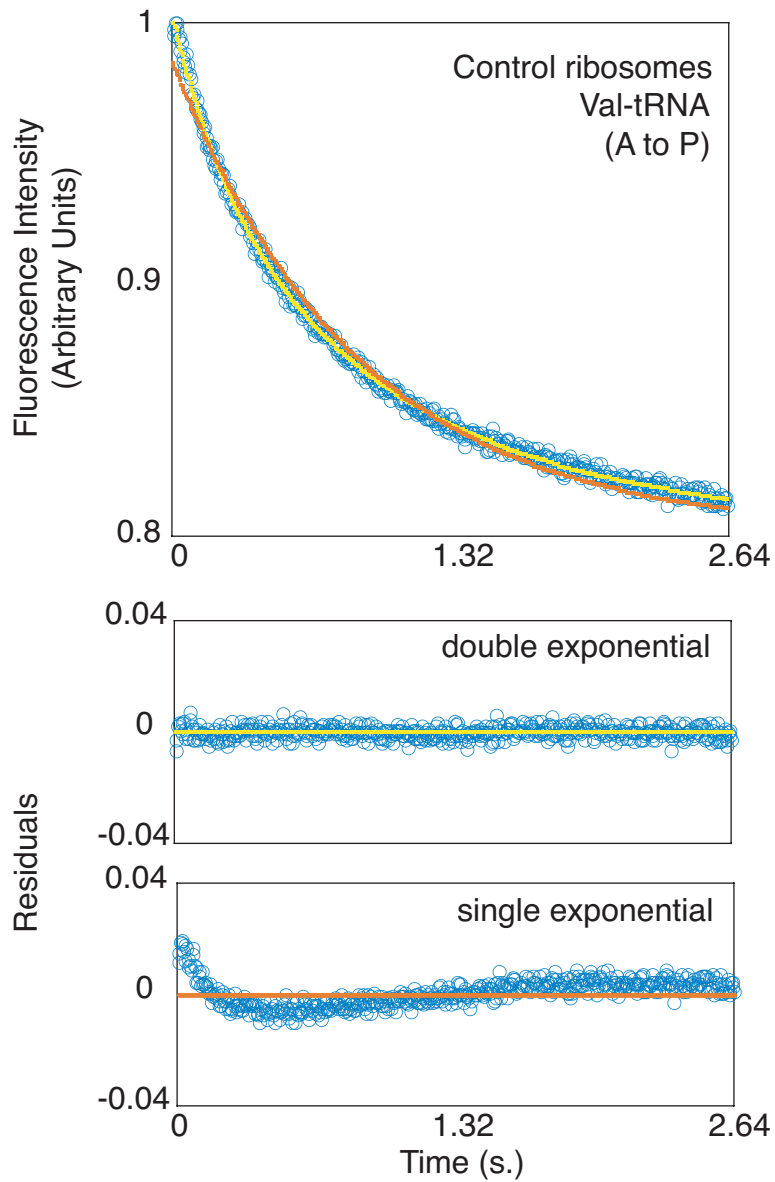 1
Control ribosomes
Val-tRNA
(A to P)
Fluorescence Intensity
(Arbitrary Units)
0.9
0.8
0
1.32
2.64
0.04
double exponential
0
-0.04
Residuals
0.04
single exponential
0
-0.04
0
1.32
2.64
Time (s.)